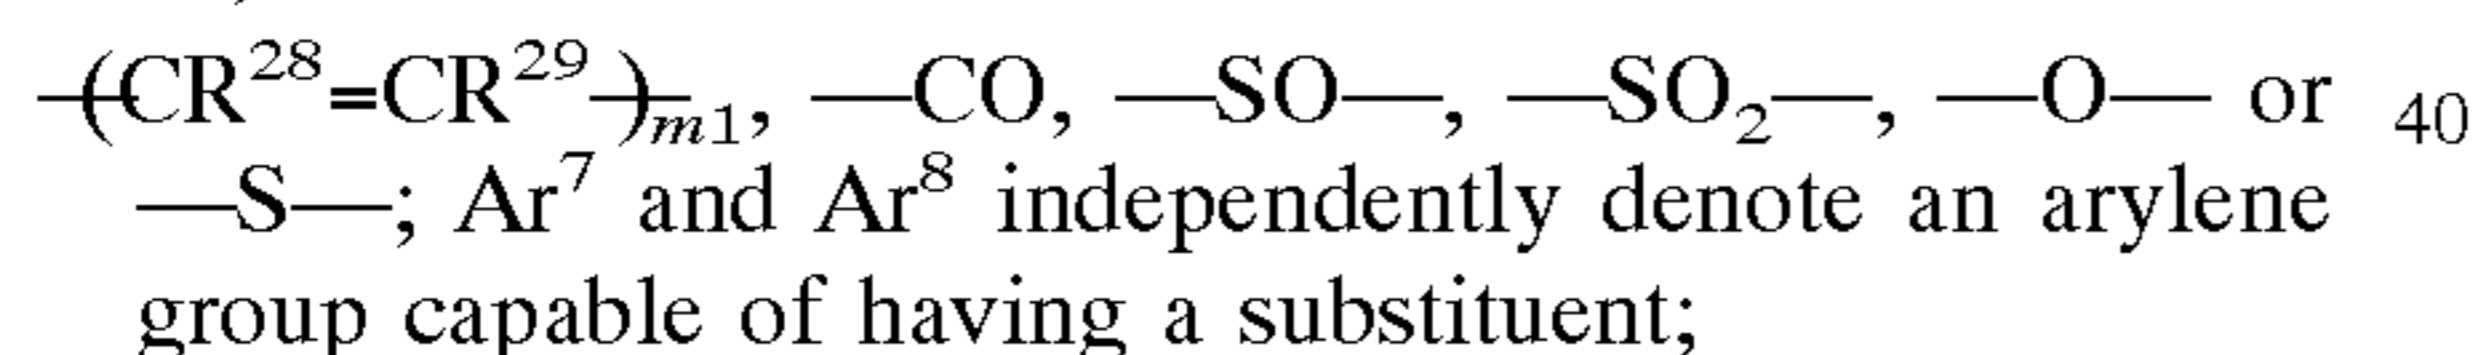 —(CR²⁸=CR²⁹—)ₘ₁, —CO, —SO—, —SO₂—, —O— or 40
—S—; Ar⁷ and Ar⁸ independently denote an arylene
group capable of having a substituent;